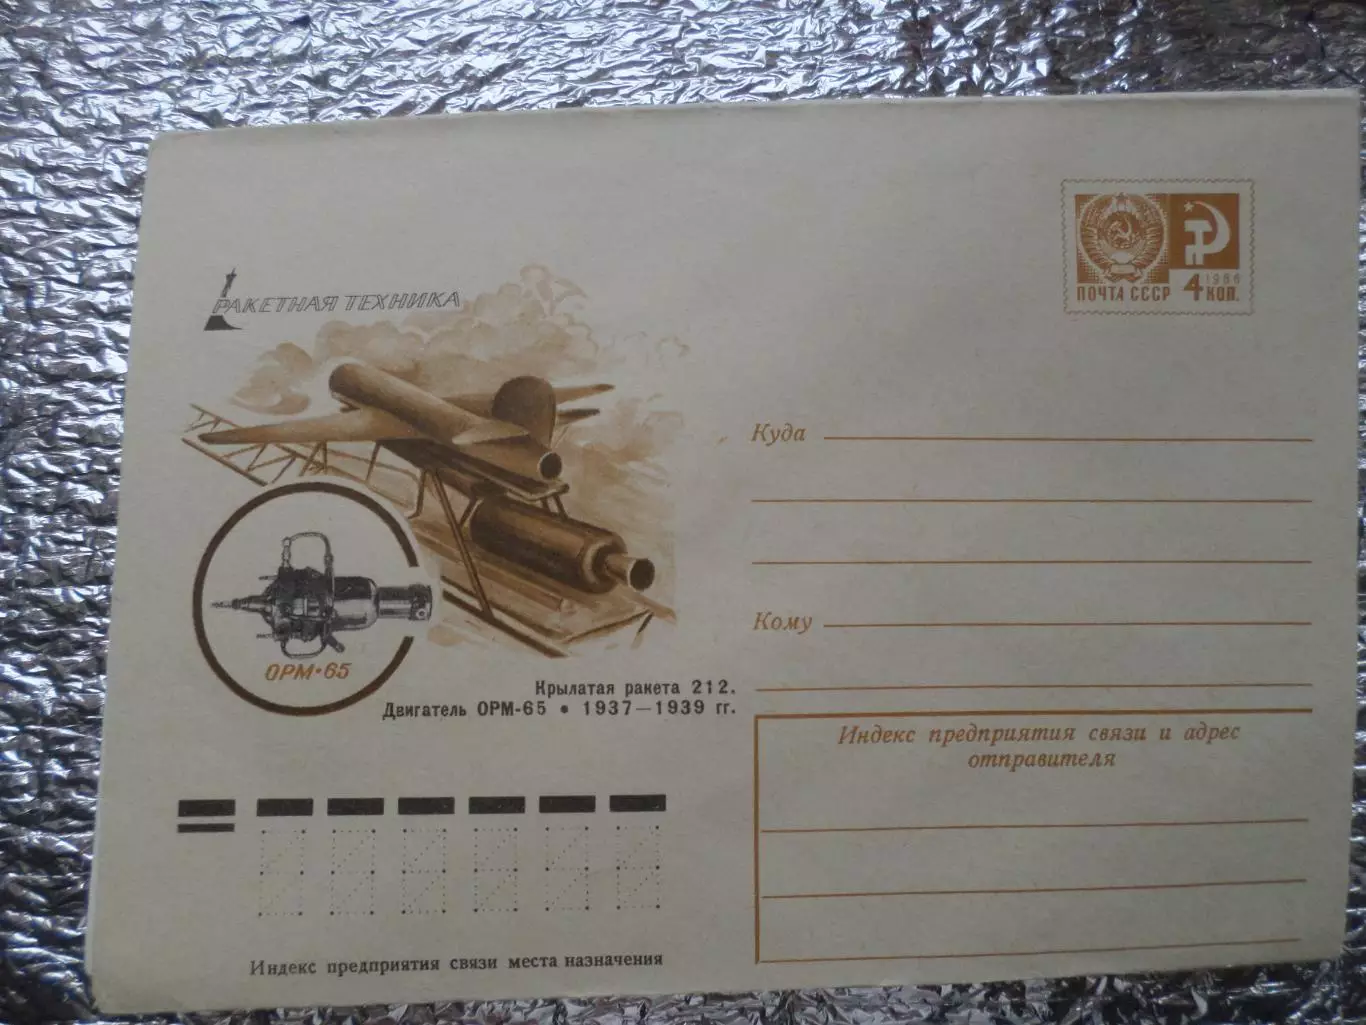 РАКЕТНАЯ ТЕХНИКА
ПОЧТА СССР 4 1966 КОП.
Куда
Кому
ОРМ•65
Крылатая ракета 212.
Двигатель ОРМ-65 • 1937—1939 гг.
Индекс предприятия связи и адрес
отправителя
Индекс предприятия связи места назначения